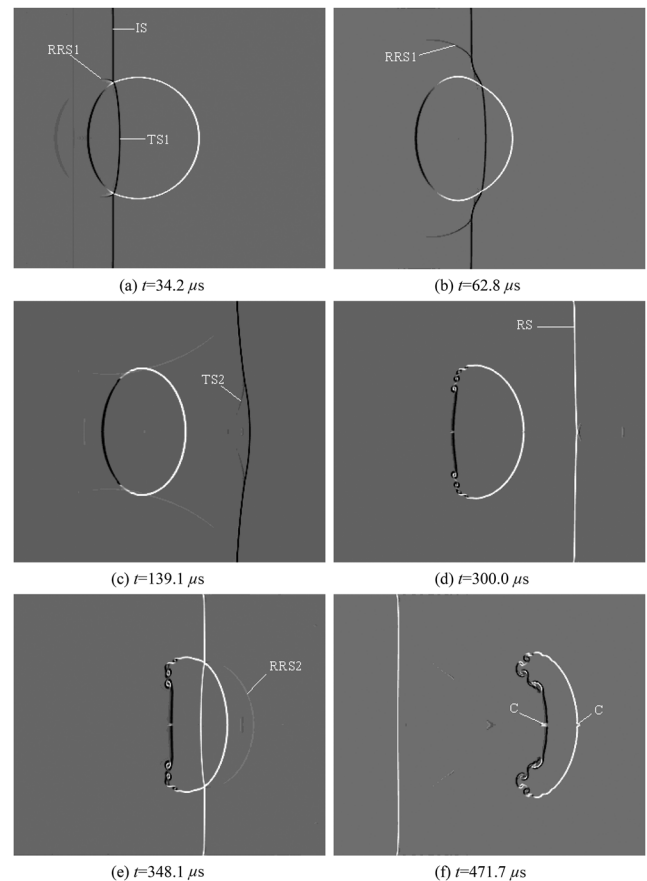 IS
RRS1
TS1
(a) t=34.2 μs
RRS1
(b) t=62.8 μs
TS2
(c) t=139.1 μs
RS
(d) t=300.0 μs
RRS2
(e) t=348.1 μs
C C
(f) t=471.7 μs